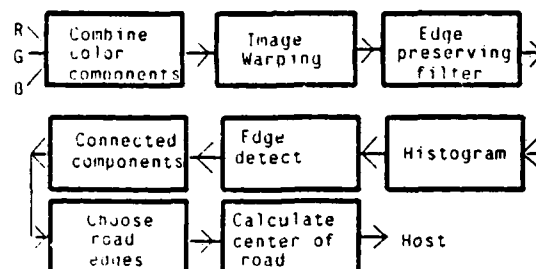 R
G
B
Combine
color
components
Image
Warping
Edge
preserving
filter
Connected
components
Edge
detect
Histogram
Choose
road
edges
Calculate
center of
road
Host